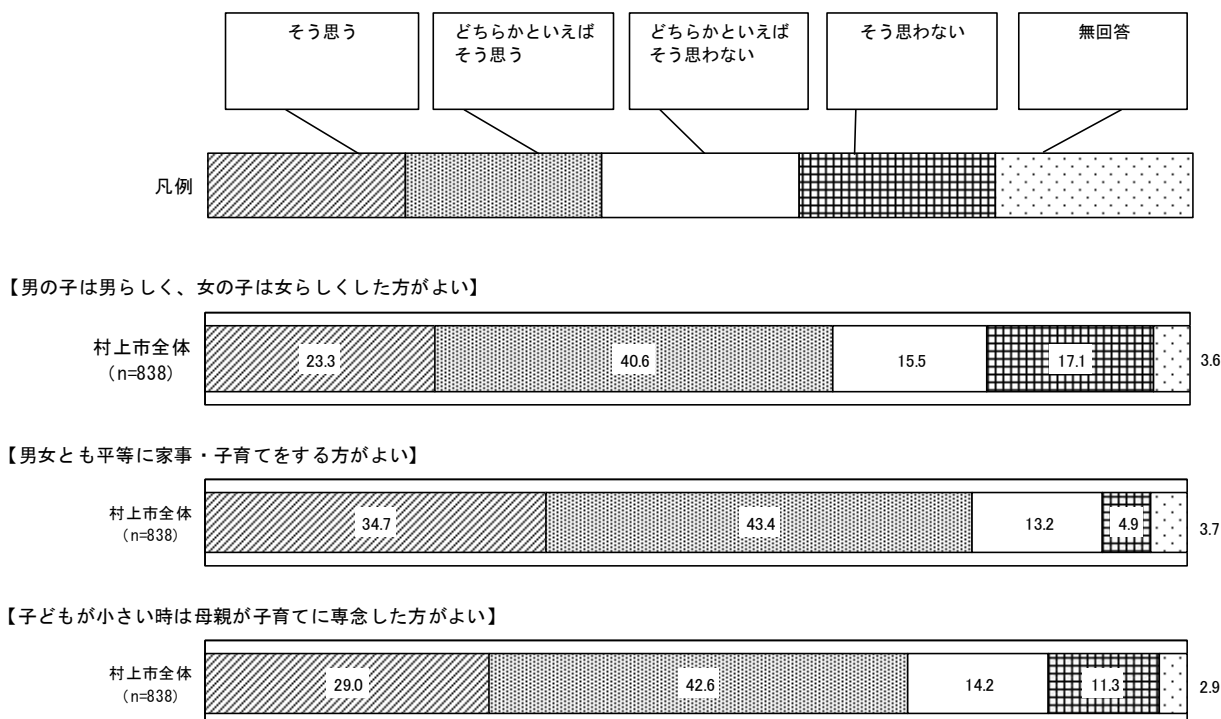 そう思う
どちらかといえば
そう思う
どちらかといえば
そう思わない
そう思わない
無回答
凡例
【男の子は男らしく、女の子は女らしくした方がよい】
村上市全体
(n=838)
23.3
40.6
15.5
17.1
3.6
【男女とも平等に家事・子育てをする方がよい】
村上市全体
(n=838)
34.7
43.4
13.2
4.9
3.7
【子どもが小さい時は母親が子育てに専念した方がよい】
村上市全体
(n=838)
29.0
42.6
14.2
11.3
2.9